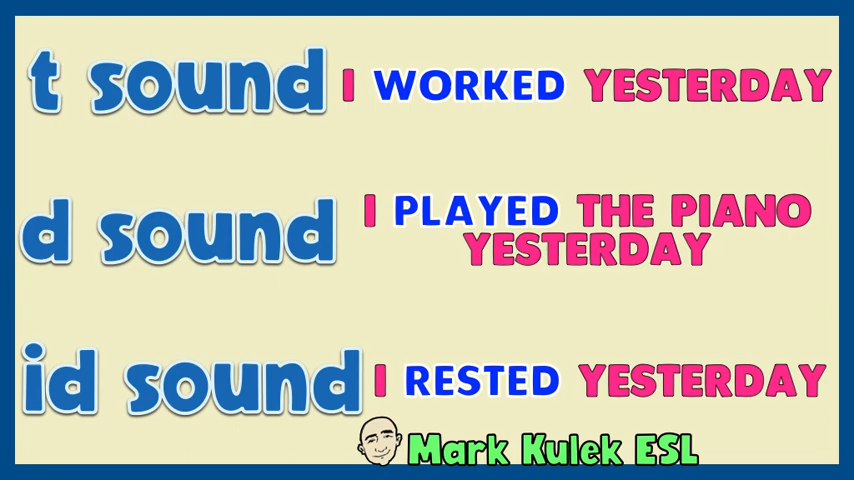 t sound I WORKED YESTERDAY
d sound I PLAYED THE PIANO
YESTERDAY
id sound I RESTED YESTERDAY
Mark Kulek ESL